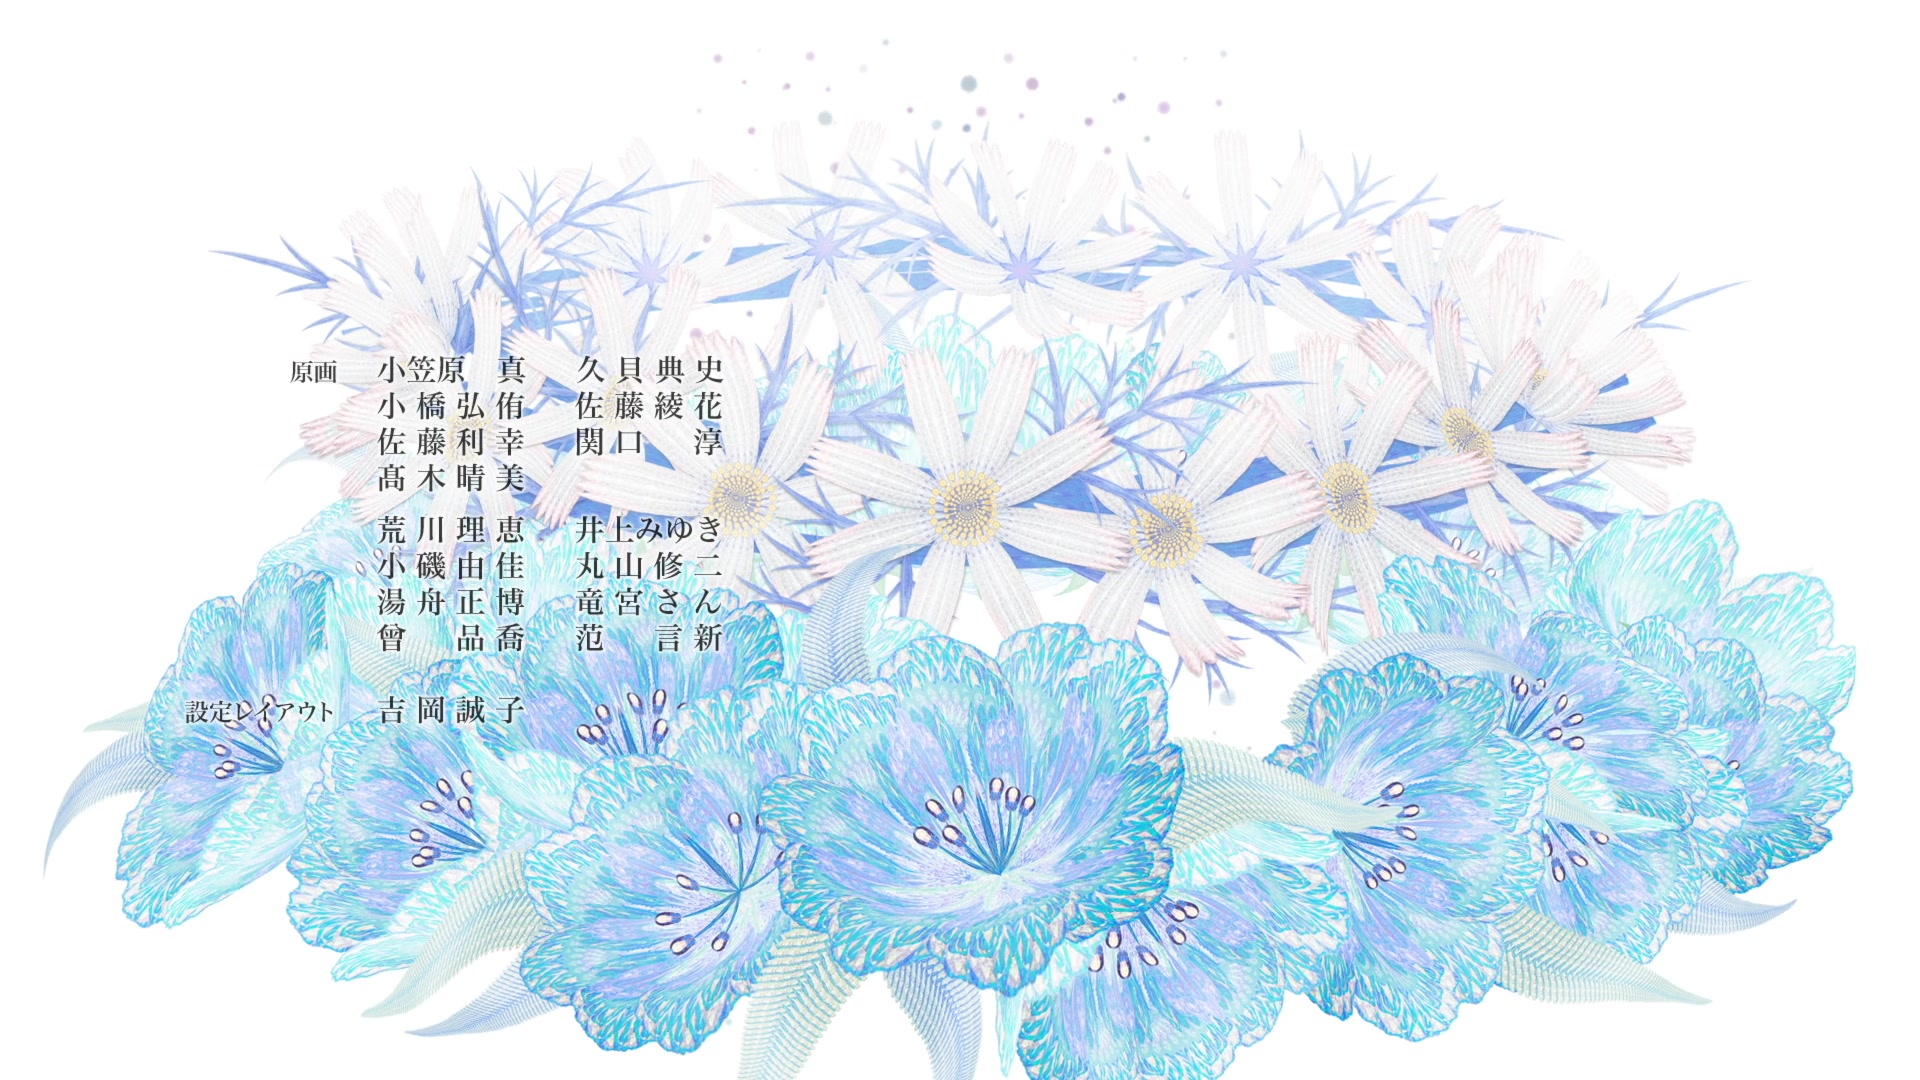 原画 小笠原 真 久貝典史
小橋弘侑 佐藤綾花
佐藤利幸 関口 淳
髙木晴美
荒川理恵 井上みゆき
小磯由佳 丸山修二
湯舟正博 竜宮さん
曾 品喬 范 言新
設定レイアウト 吉岡誠子